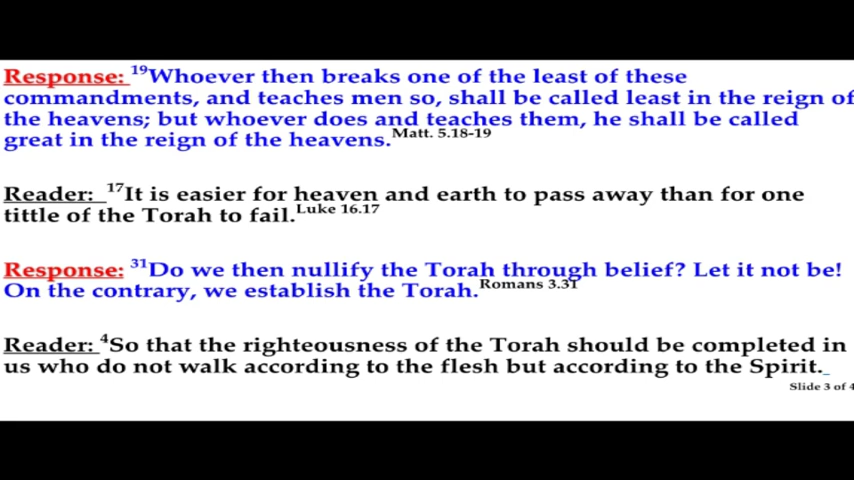 Response: 19Whoever then breaks one of the least of these
commandments, and teaches men so, shall be called least in the reign of
the heavens; but whoever does and teaches them, he shall be called
great in the reign of the heavens.Matt. 5.18-19
Reader: 17It is easier for heaven and earth to pass away than for one
tittle of the Torah to fail.Luke 16.17
Response: 31Do we then nullify the Torah through belief? Let it not be!
On the contrary, we establish the Torah.Romans 3.31
Reader: 4So that the righteousness of the Torah should be completed in
us who do not walk according to the flesh but according to the Spirit.
Slide 3 of 4